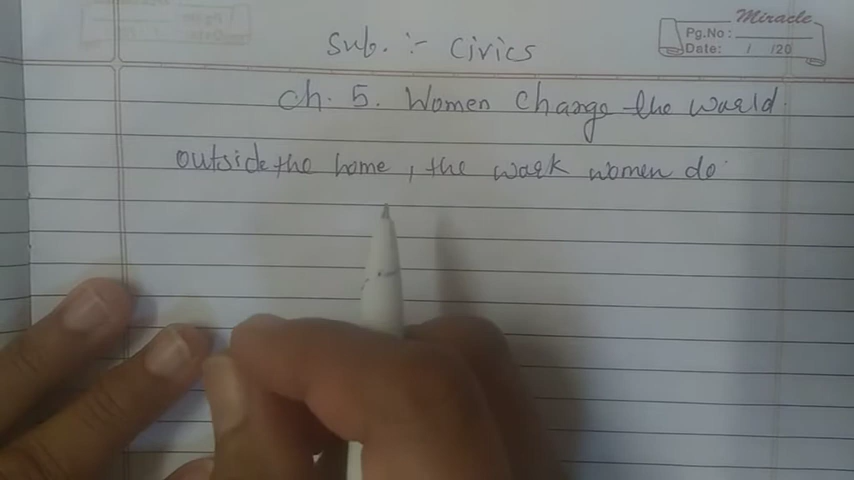 Miracle
Pg.No :
Date: / /20
Sub. :- Civics
Ch. 5. Women Change the world.
outside the home, the work women do